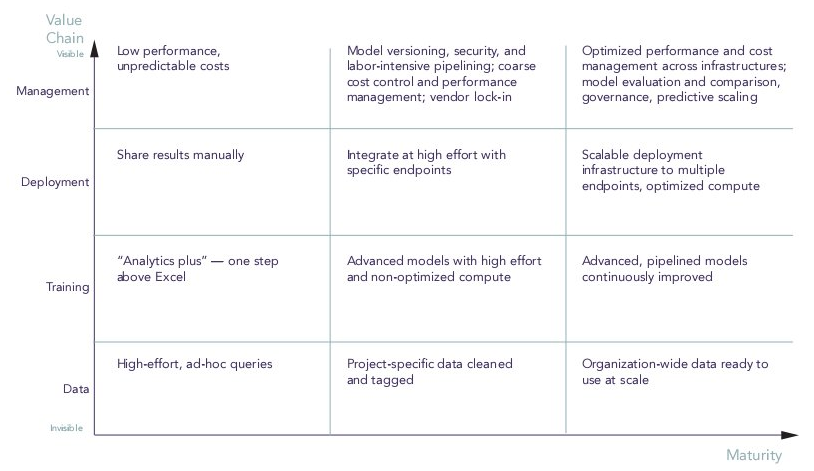 Value
Chain
Visible
Management
Low performance,
unpredictable costs
Model versioning, security, and
labor-intensive pipelining; coarse
cost control and performance
management; vendor lock-in
Optimized performance and cost
management across infrastructures;
model evaluation and comparison,
governance, predictive scaling
Deployment
Share results manually
Integrate at high effort with
specific endpoints
Scalable deployment
infrastructure to multiple
endpoints, optimized compute
Training
“Analytics plus” — one step
above Excel
Advanced models with high effort
and non-optimized compute
Advanced, pipelined models
continuously improved
Data
High-effort, ad-hoc queries
Project-specific data cleaned
and tagged
Organization-wide data ready to
use at scale
Invisible
Maturity